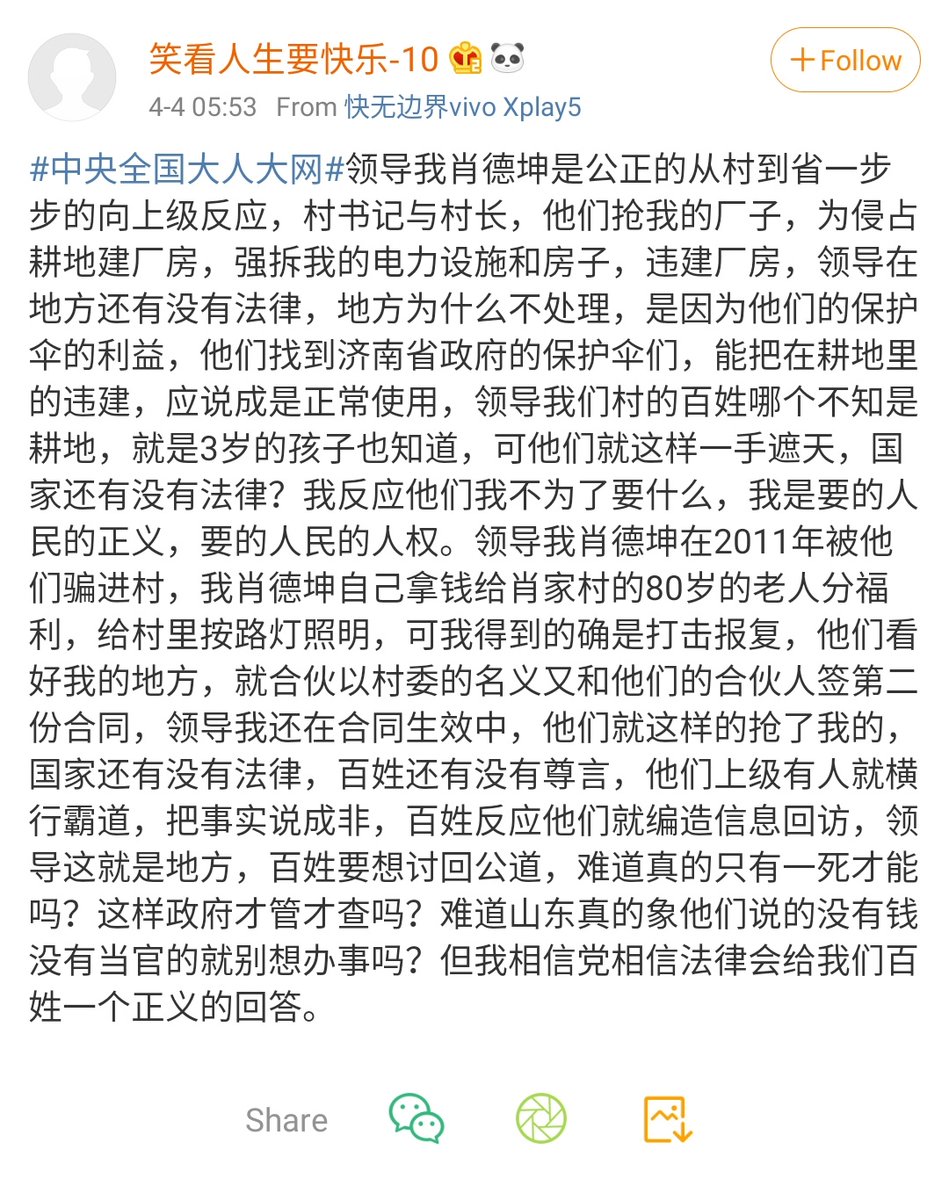 笑看人生要快乐-10
+Follow
4-4 05:53 From 快无边界vivo Xplay5
#中央全国大人大网#领导我肖德坤是公正的从村到省一步
步的向上级反应，村书记与村长，他们抢我的厂子，为侵占
耕地建厂房，强拆我的电力设施和房子，违建厂房，领导在
地方还有没有法律，地方为什么不处理，是因为他们的保护
伞的利益，他们找到济南省政府的保护伞们，能把在耕地里
的违建，应说成是正常使用，领导我们村的百姓哪个不知是
耕地，就是3岁的孩子也知道，可他们就这样一手遮天，国
家还有没有法律？我反应他们我不为了要什么，我是要的人
民的正义，要的人民的人权。领导我肖德坤在2011年被他
们骗进村，我肖德坤自己拿钱给肖家村的80岁的老人分福
利，给村里按路灯照明，可我得到的确是打击报复，他们看
好我的地方，就合伙以村委的名义又和他们的合伙人签第二
份合同，领导我还在合同生效中，他们就这样的抢了我的，
国家还有没有法律，百姓还有没有尊言，他们上级有人就横
行霸道，把事实说成非，百姓反应他们就编造信息回访，领
导这就是地方，百姓要想讨回公道，难道真的只有一死才能
吗？这样政府才管才查吗？难道山东真的象他们说的没有钱
没有当官的就别想办事吗？但我相信党相信法律会给我们百
姓一个正义的回答。
Share